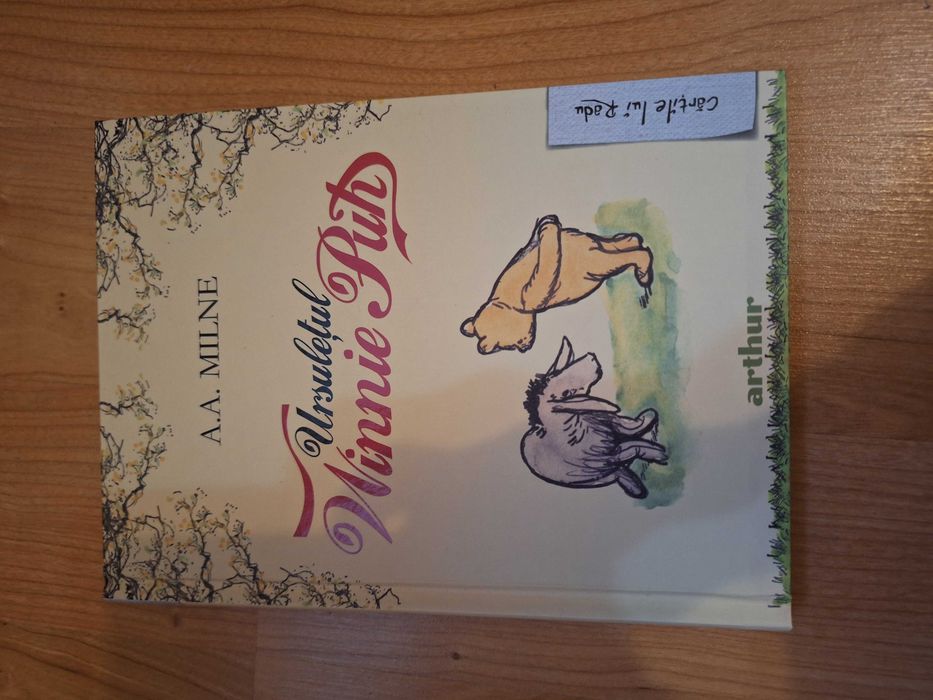 A.A. MILNE
Ursulețul
Winnie Puh
Cărțile lui Radu
arthur